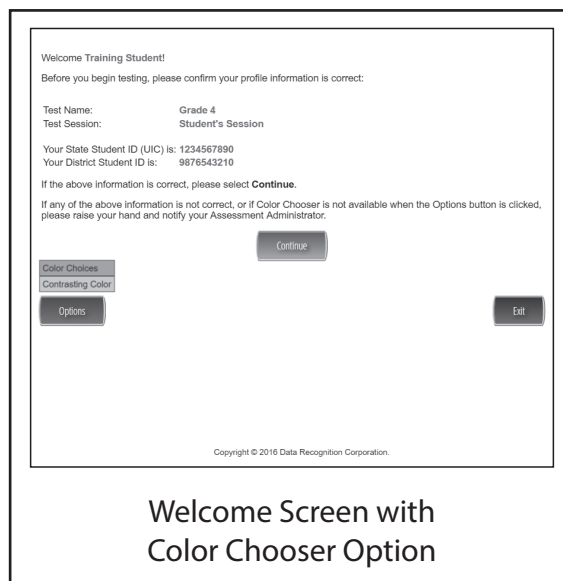 Welcome Training Student!
Before you begin testing, please confirm your profile information is correct:
Test Name: Grade 4
Test Session: Student's Session
Your State Student ID (UIC) is: 1234567890
Your District Student ID is: 9876543210
If the above information is correct, please select Continue.
If any of the above information is not correct, or if Color Chooser is not available when the Options button is clicked,
please raise your hand and notify your Assessment Administrator.
Continue
Color Choices
Contrasting Color
Options Exit
Copyright © 2016 Data Recognition Corporation.
Welcome Screen with
Color Chooser Option